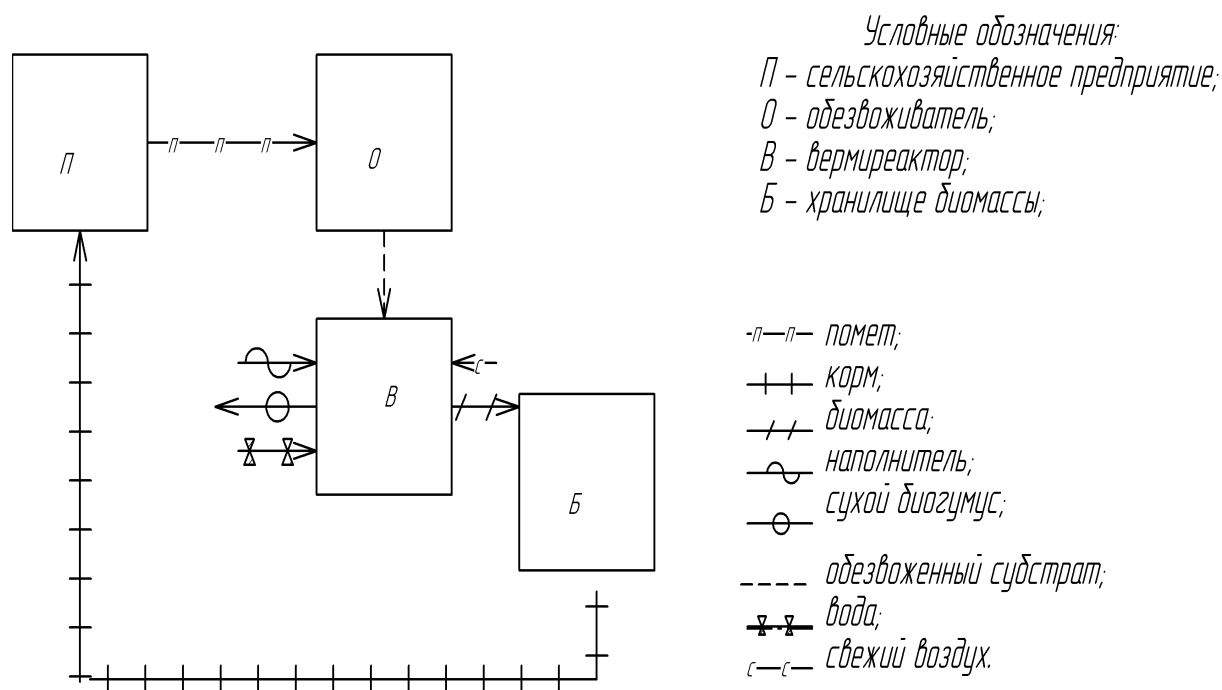 Условные обозначения:
П - сельскохозяйственное предприятие;
О - обезвоживатель;
В - вермиреактор;
Б - хранилище биомассы;
П
п п п
О
В
с
Б
п п помет;
корм;
биомасса;
наполнитель;
сухой биогумус;
обезвоженный субстрат;
вода;
с с свежий воздух.